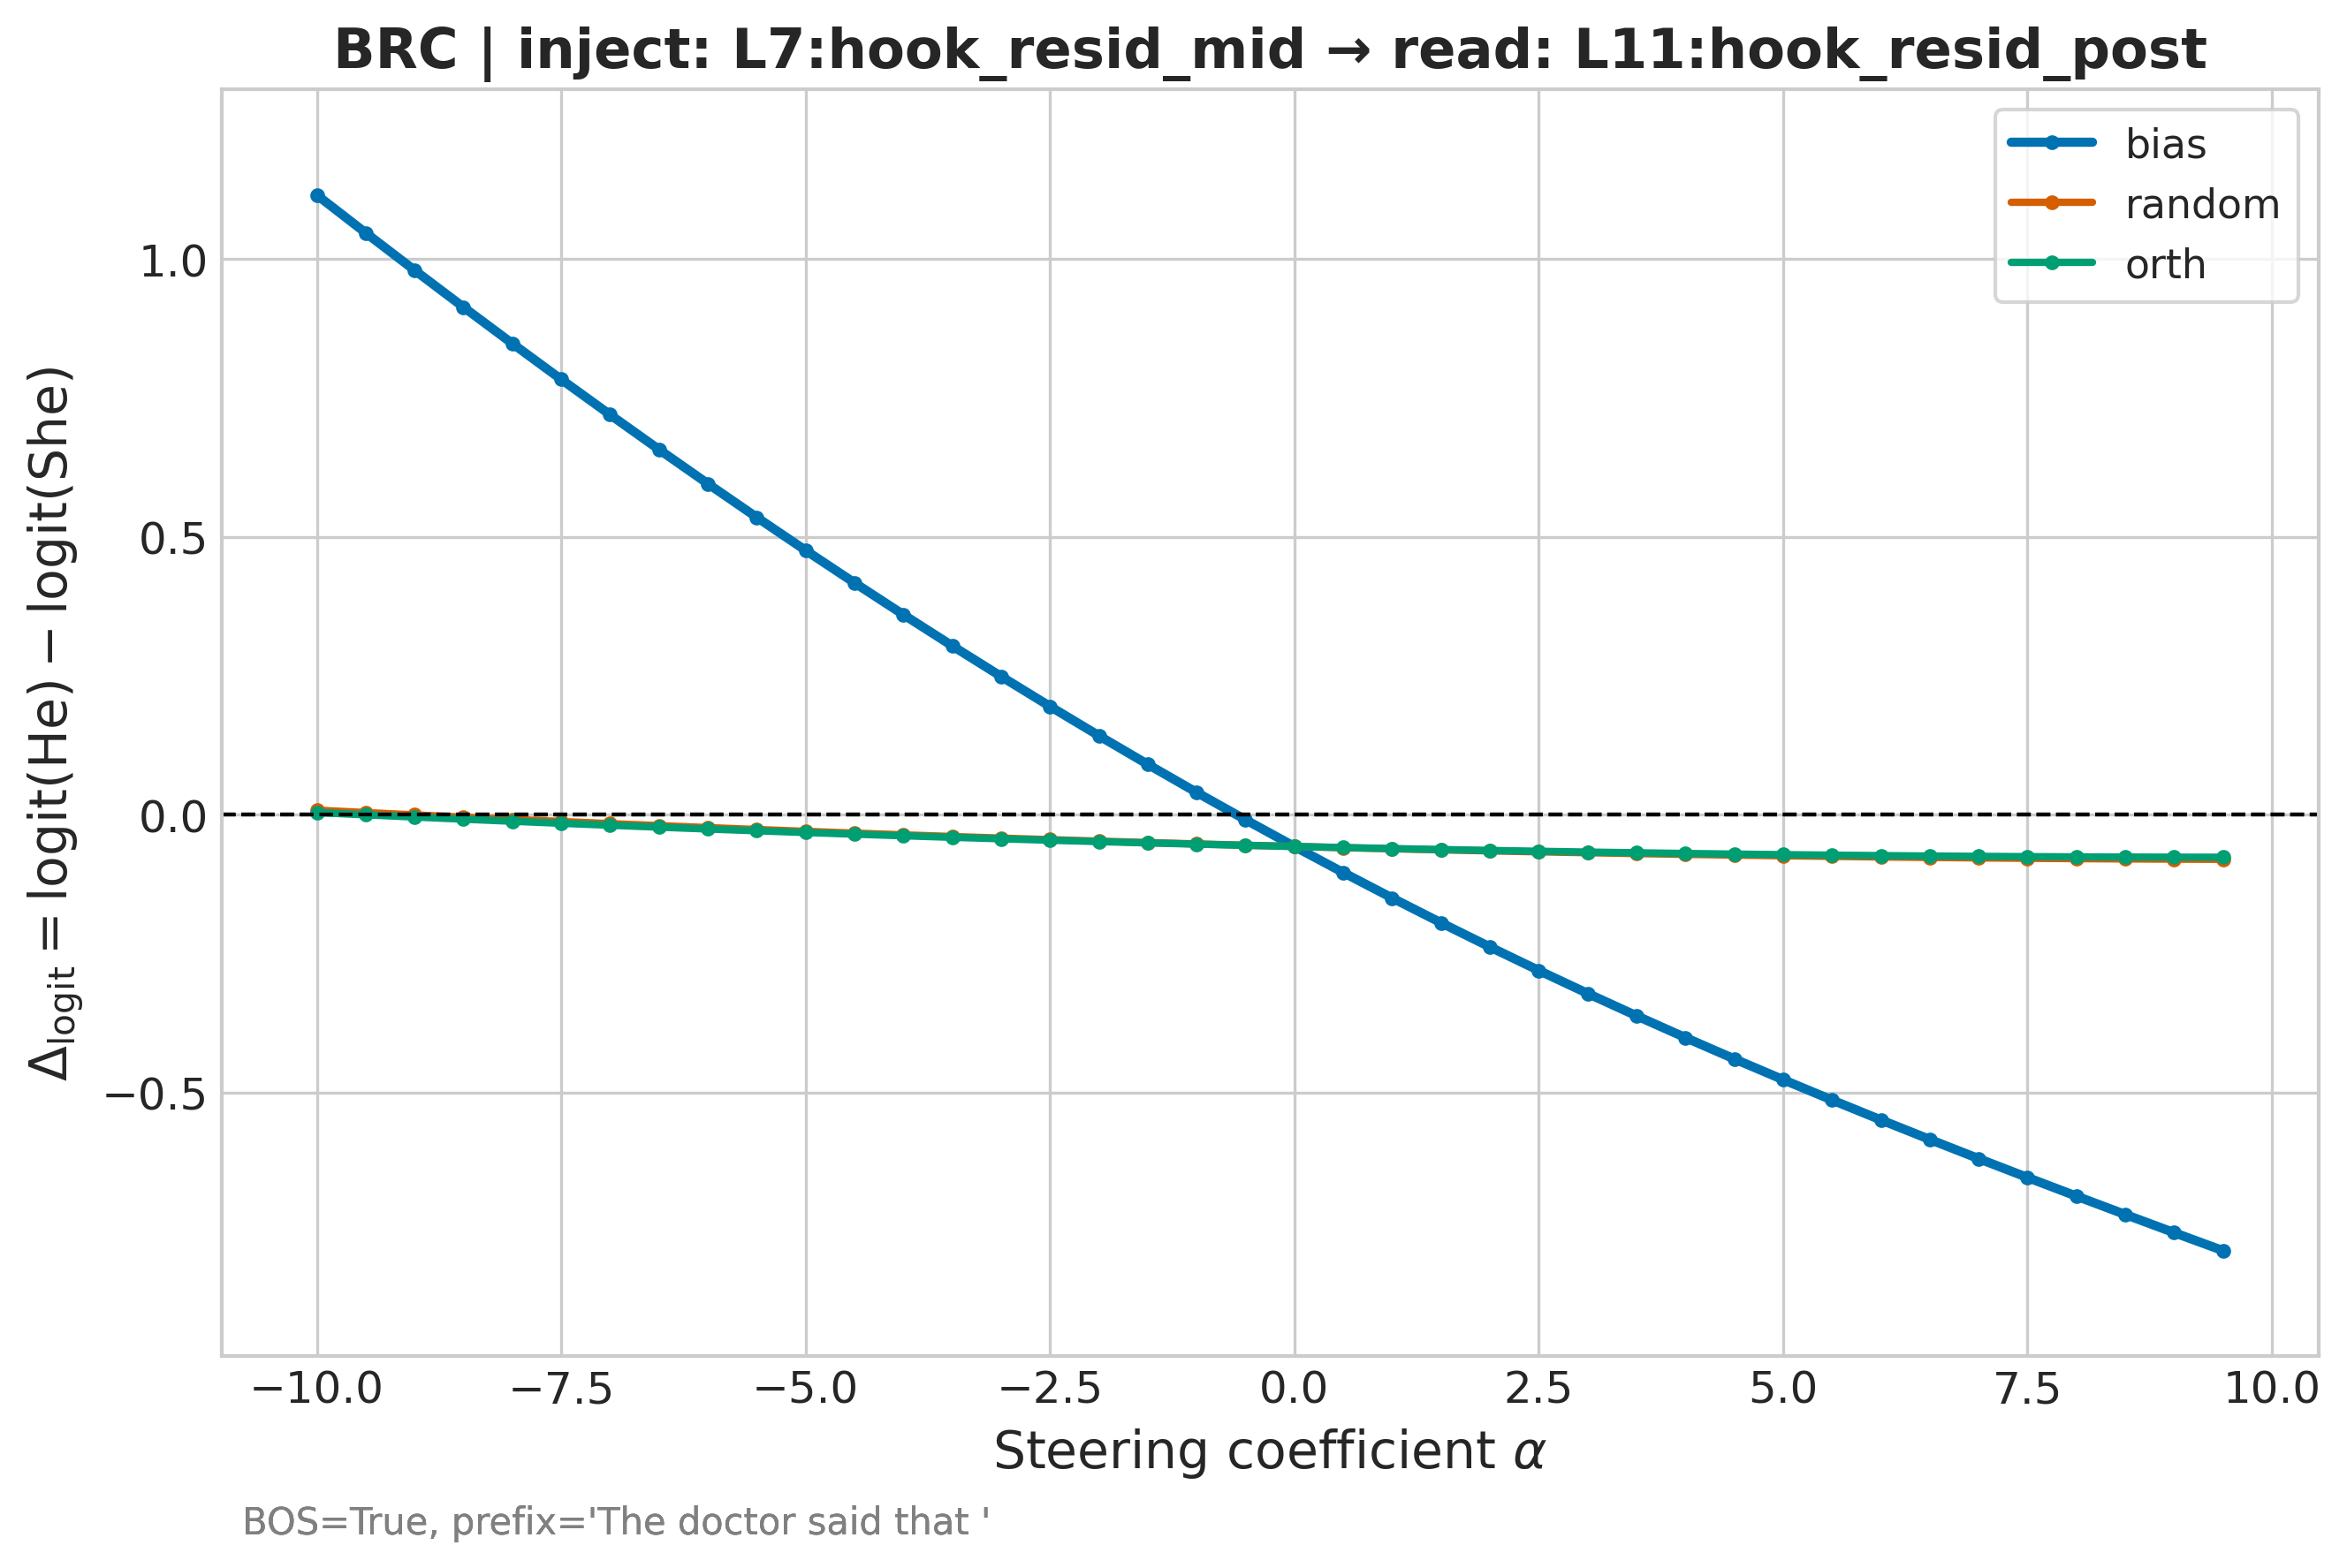 BRC | inject: L7:hook_resid_mid → read: L11:hook_resid_post
bias
random
orth
Δlogit = logit(He) − logit(She)
1.0
0.5
0.0
−0.5
−10.0 −7.5 −5.0 −2.5 0.0 2.5 5.0 7.5 10.0
Steering coefficient α
BOS=True, prefix='The doctor said that '